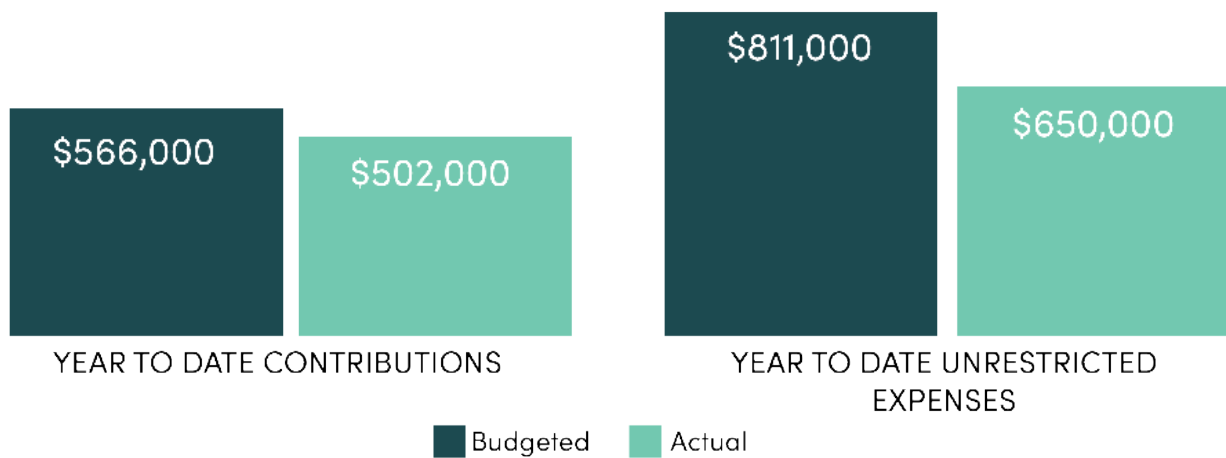 $566,000
$502,000
YEAR TO DATE CONTRIBUTIONS
$811,000
$650,000
YEAR TO DATE UNRESTRICTED
EXPENSES
Budgeted
Actual